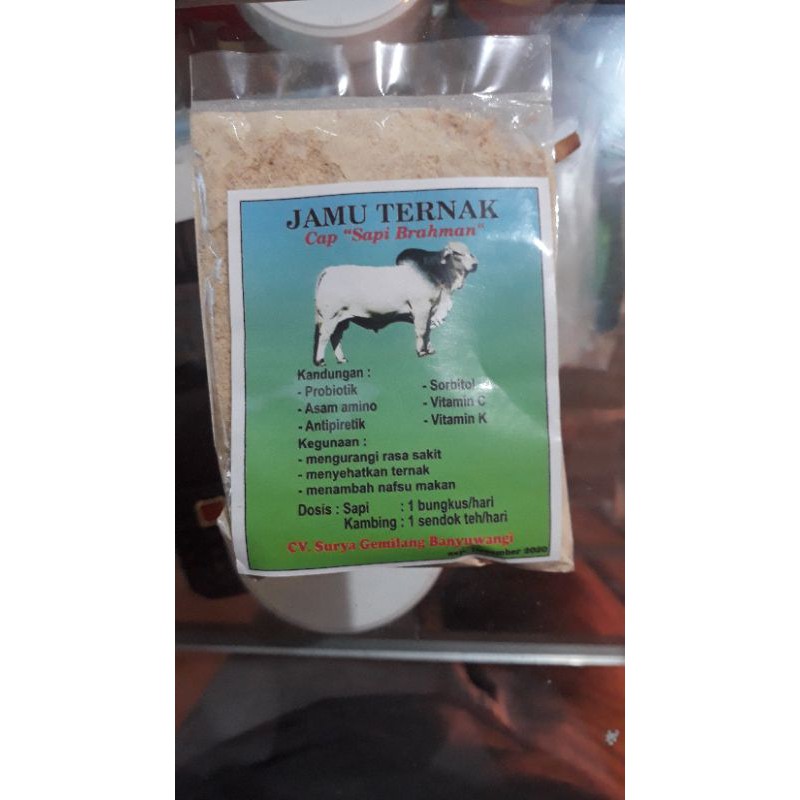 JAMU TERNAK
Cap "Sapi Brahman"
Kandungan :
- Probiotik
- Asam amino
- Antipiretik
- Sorbitol
- Vitamin C
- Vitamin K
Kegunaan :
- mengurangi rasa sakit
- menyehatkan ternak
- menambah nafsu makan
Dosis : Sapi : 1 bungkus/hari
Kambing : 1 sendok teh/hari
CV. Surya Gemilang Banyuwangi
2020